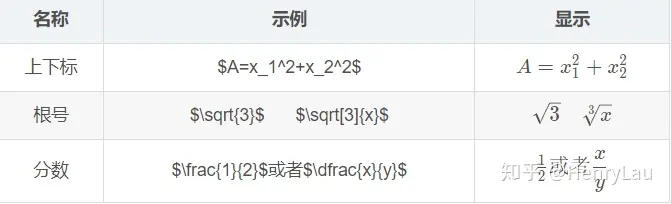 名称 示例 显示
上下标 $A=x_1^2+x_2^2$ $A = x_1^2 + x_2^2$
根号 $\sqrt{3}$ $\sqrt[3]{x}$ $\sqrt{3}$ $\sqrt[3]{x}$
分数 $\frac{1}{2}$或者$\dfrac{x}{y}$ $\frac{1}{2}$或者$\dfrac{x}{y}$
知乎 @HenryLau